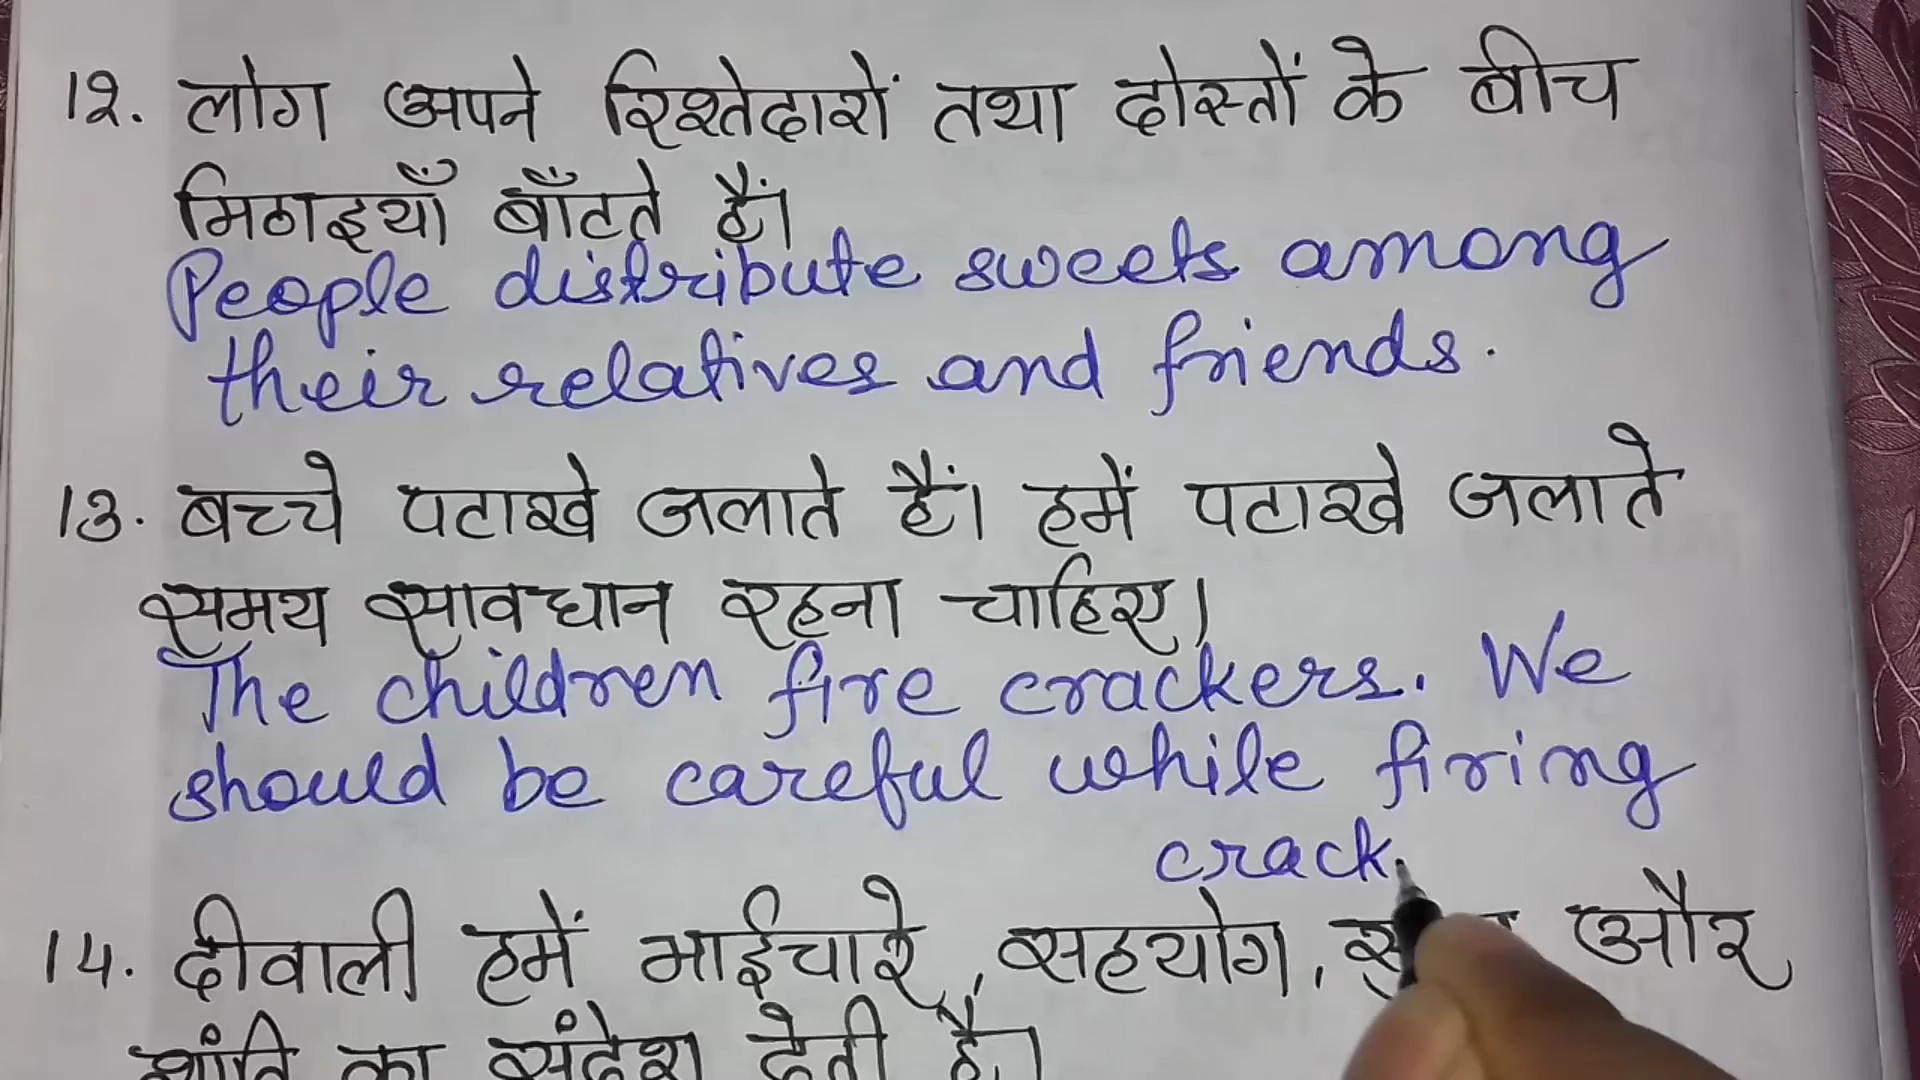 12. लोग अपने रिश्तेदारों तथा दोस्तों के बीच
मिठाइयाँ बाँटते हैं।
People distribute sweets among
their relatives and friends.
13. बच्चे पटाखे जलाते हैं। हमें पटाखे जलाते
समय सावधान रहना चाहिए।
The children fire crackers. We
should be careful while firing
crack
14. दीवाली हमें भाईचारे, सहयोग, और
शांति का संदेश देती है।